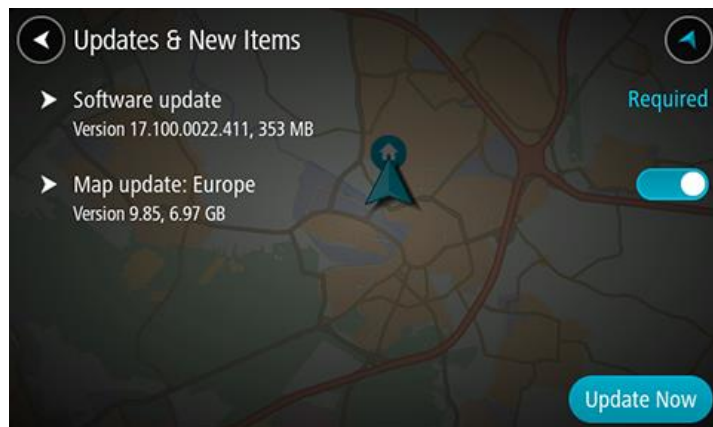 Updates & New Items
Software update
Required
Version 17.100.0022.411, 353 MB
Map update: Europe
Version 9.85, 6.97 GB
Update Now